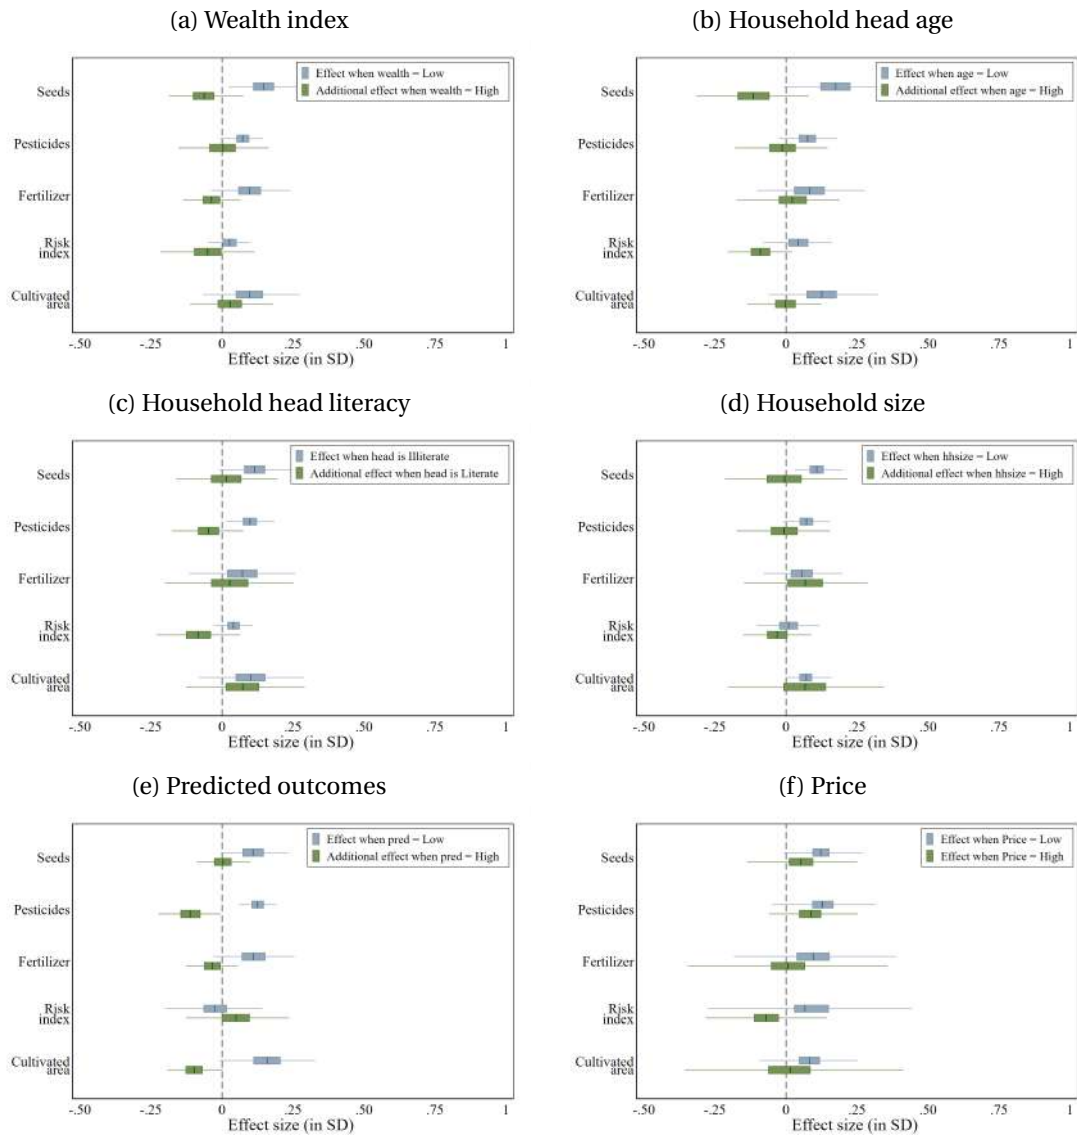 (a) Wealth index
Effect when wealth = Low
Additional effect when wealth = High
Seeds
Pesticides
Fertilizer
Risk
index
Cultivated
area
-.50 -.25 0 .25 .50 .75 1
Effect size (in SD)
(b) Household head age
Effect when age = Low
Additional effect when age = High
Seeds
Pesticides
Fertilizer
Risk
index
Cultivated
area
-.50 -.25 0 .25 .50 .75 1
Effect size (in SD)
(c) Household head literacy
Effect when head is Illiterate
Additional effect when head is Literate
Seeds
Pesticides
Fertilizer
Risk
index
Cultivated
area
-.50 -.25 0 .25 .50 .75 1
Effect size (in SD)
(d) Household size
Effect when hhsize = Low
Additional effect when hhsize = High
Seeds
Pesticides
Fertilizer
Risk
index
Cultivated
area
-.50 -.25 0 .25 .50 .75 1
Effect size (in SD)
(e) Predicted outcomes
Effect when pred = Low
Additional effect when pred = High
Seeds
Pesticides
Fertilizer
Risk
index
Cultivated
area
-.50 -.25 0 .25 .50 .75 1
Effect size (in SD)
(f) Price
Effect when Price = Low
Effect when Price = High
Seeds
Pesticides
Fertilizer
Risk
index
Cultivated
area
-.50 -.25 0 .25 .50 .75 1
Effect size (in SD)